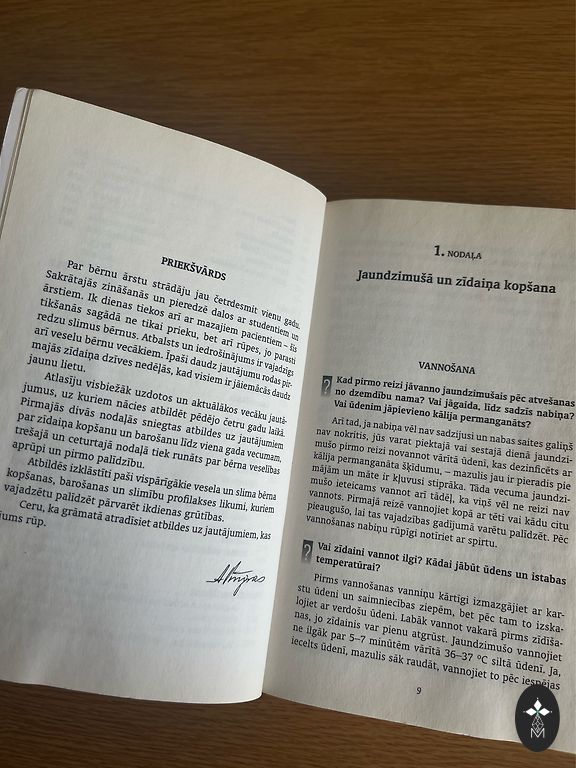 PRIEKŠVĀRDS
Par bērnu ārstu strādāju jau četrdesmit vienu gadu.
Sakrātajās zināšanās un pieredzē dalos ar studentiem un
ārstiem. Ik dienas tiekos arī ar mazajiem pacientiem – šīs
tikšanās sagādā ne tikai prieku, bet arī rūpes, jo parasti
redzu slimus bērnus. Atbalsts un iedrošinājums ir vajadzīgs
arī veselu bērnu vecākiem. Īpaši daudz jautājumu rodas pir-
majās zīdaiņa dzīves nedēļās, kad visiem ir jāiemācās daudz
jaunu lietu.
Atlasīju visbiežāk uzdotos un aktuālākos vecāku jautā-
jumus, uz kuriem nācies atbildēt pēdējo četru gadu laikā.
Pirmajās divās nodaļās sniegtas atbildes uz jautājumiem
par zīdaiņa kopšanu un barošanu līdz viena gada vecumam,
trešajā un ceturtajā nodaļā tiek runāts par bērna veselības
aprūpi un pirmo palīdzību.
Atbildēs izklāstīti paši vispārīgākie vesela un slima bērna
kopšanas, barošanas un slimību profilakses likumi, kuriem
vajadzētu palīdzēt pārvarēt ikdienas grūtības.
Ceru, ka grāmatā atradīsiet atbildes uz jautājumiem, kas
jums rūp.
1. NODAĻA
Jaundzimušā un zīdaiņa kopšana
VANNOŠANA
? Kad pirmo reizi jāvanno jaundzimušais pēc atvešanas
no dzemdību nama? Vai jāgaida, līdz sadzīs nabiņa?
Vai ūdenim jāpievieno kālija permanganāts?
Arī tad, ja nabiņa vēl nav sadzijusi un nabas saites galiņš
nav nokritis, jūs varat piektajā vai sestajā dienā jaundzi-
mušo pirmo reizi novannot vārītā ūdenī, kas dezinficēts ar
kālija permanganāta šķīdumu, – mazulis jau ir pieradis pie
mājām un māte ir kļuvusi stiprāka. Tāda vecuma jaundzi-
mušo ieteicams vannot arī tādēļ, ka viņš vēl ne reizi nav
vannots. Pirmajā reizē vannojiet kopā ar tēti vai kādu citu
pieaugušo, lai tas vajadzības gadījumā varētu palīdzēt. Pēc
vannošanas nabiņu rūpīgi notīriet ar spirtu.
? Vai zīdaini vannot ilgi? Kādai jābūt ūdens un istabas
temperatūrai?
Pirms vannošanas vanniņu kārtīgi izmazgājiet ar kar-
stu ūdeni un saimniecības ziepēm, bet pēc tam to izska-
lojiet ar verdošu ūdeni. Labāk vannot vakarā pirms zīdīša-
nas, jo zīdainis var pienu atgrūst. Jaundzimušo vannojiet
ne ilgāk par 5–7 minūtēm vārītā 36–37 ºC siltā ūdenī. Ja,
iecelts ūdenī, mazulis sāk raudāt, vannojiet to pēc iespējas
9
M